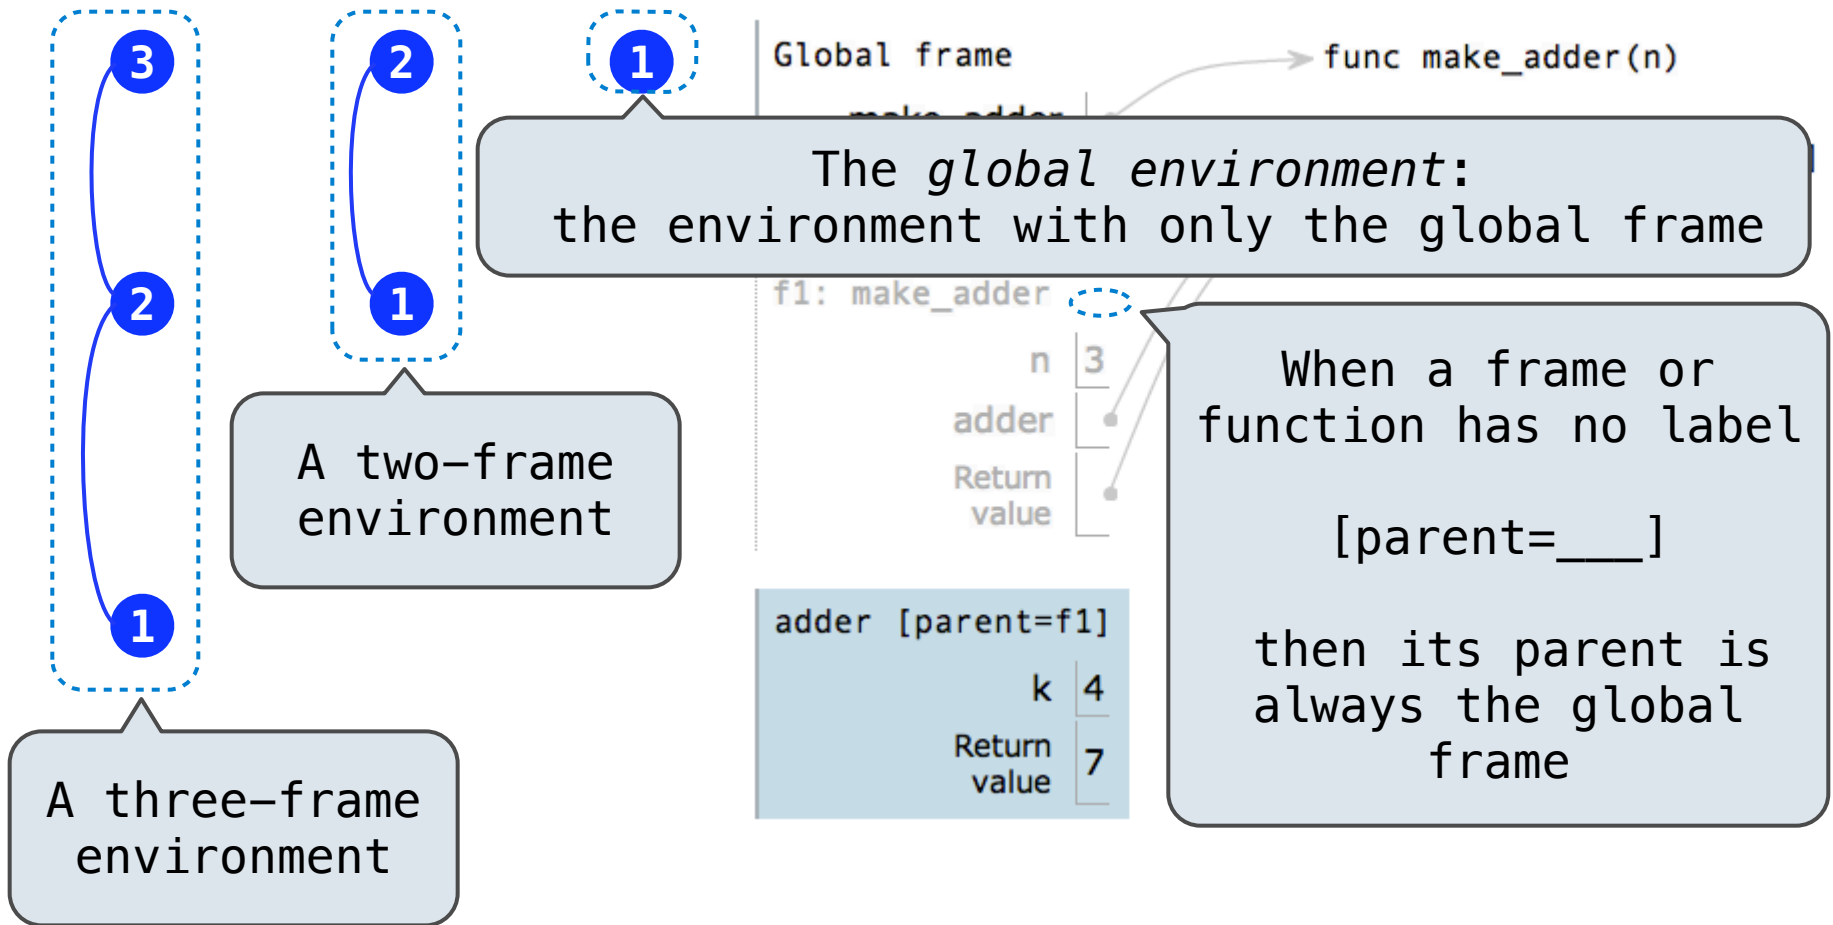 3
2
1
2
1
1
Global frame
func make_adder(n)
make_adder
The global environment:
the environment with only the global frame
f1: make_adder
n 3
adder
Return
value
When a frame or
function has no label
[parent=___]
then its parent is
always the global
frame
A two-frame
environment
adder [parent=f1]
k 4
Return
value 7
A three-frame
environment